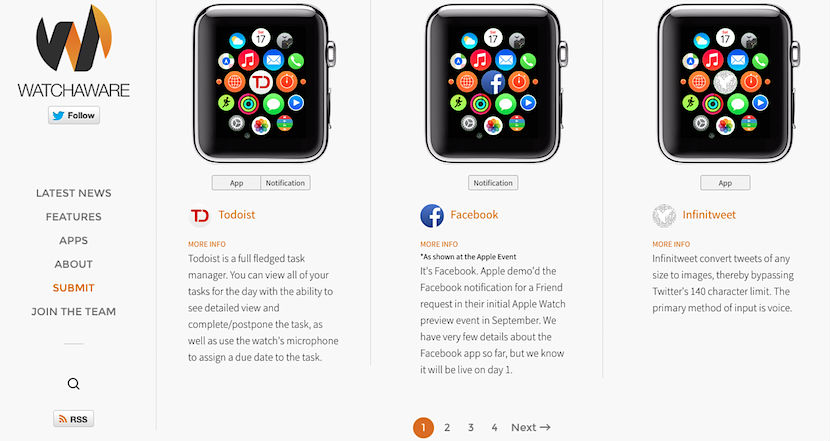 WATCHAWARE
Follow
LATEST NEWS
FEATURES
APPS
ABOUT
SUBMIT
JOIN THE TEAM
RSS
SAT
17
TD
App
Notification
TD
Todoist
MORE INFO
Todoist is a full fledged task
manager. You can view all of your
tasks for the day with the ability to
see detailed view and
complete/postpone the task, as
well as use the watch's microphone
to assign a due date to the task.
SAT
17
f
Notification
f
Facebook
MORE INFO
*As shown at the Apple Event
It's Facebook. Apple demo'd the
Facebook notification for a Friend
request in their initial Apple Watch
preview event in September. We
have very few details about the
Facebook app so far, but we know
it will be live on day 1.
SAT
17
App
Infinitweet
MORE INFO
Infinitweet convert tweets of any
size to images, thereby bypassing
Twitter's 140 character limit. The
primary method of input is voice.
1 2 3 4 Next →